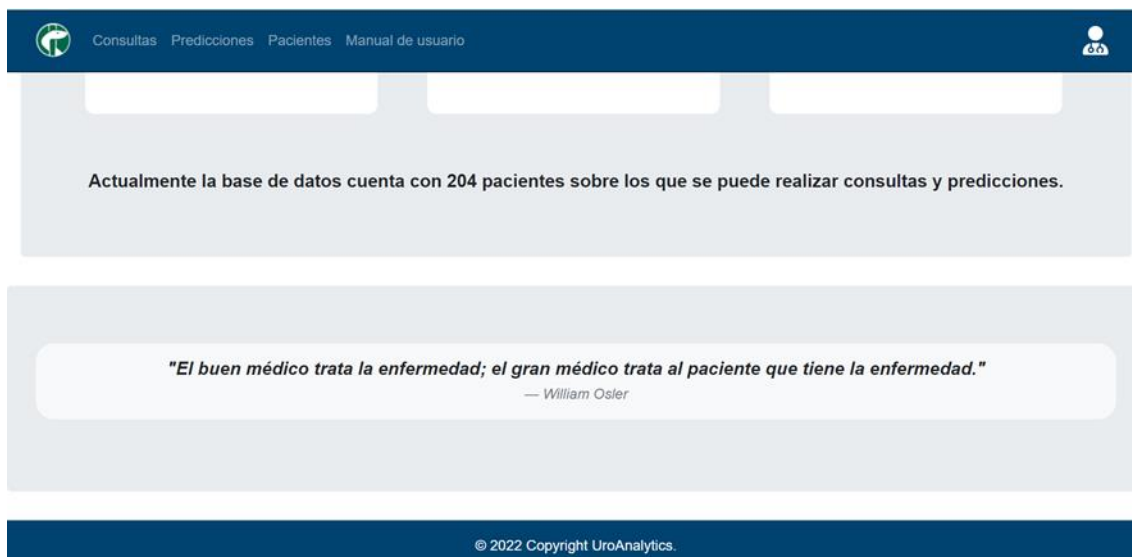 Consultas Predicciones Pacientes Manual de usuario
Actualmente la base de datos cuenta con 204 pacientes sobre los que se puede realizar consultas y predicciones.
"El buen médico trata la enfermedad; el gran médico trata al paciente que tiene la enfermedad."
— William Osler
© 2022 Copyright UroAnalytics.